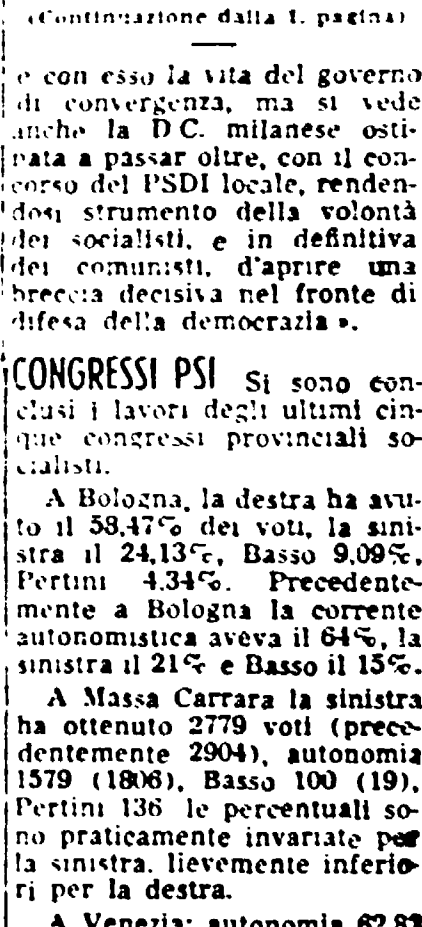 (Continuazione dalla 1. pagina)
e con esso la vita del governo
di convergenza, ma si vede
anche la D C. milanese osti-
nata a passar oltre, con il con-
corso del PSDI locale, renden-
dosi strumento della volontà
dei socialisti, e in definitiva
dei comunisti, d'aprire una
breccia decisiva nel fronte di
difesa della democrazia ».
CONGRESSI PSI Si sono con-
clusi i lavori degli ultimi cin-
que congressi provinciali so-
cialisti.
A Bologna, la destra ha avu-
to il 58,47% dei voti, la sini-
stra il 24,13%, Basso 9,09%,
Pertini 4.34%. Precedente-
mente a Bologna la corrente
autonomistica aveva il 64%, la
sinistra il 21% e Basso il 15%.
A Massa Carrara la sinistra
ha ottenuto 2779 voti (prece-
dentemente 2904), autonomia
1579 (1806), Basso 100 (19),
Pertini 136 le percentuali so-
no praticamente invariate per
la sinistra, lievemente inferio-
ri per la destra.
A Venezia: autonomia 62,82